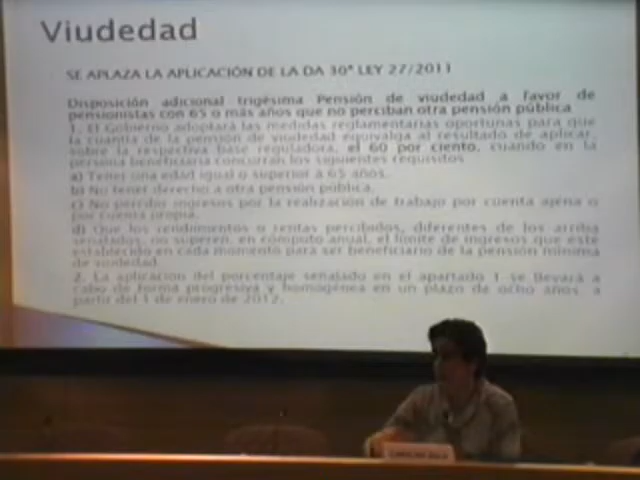 Viudedad
SE APLAZA LA APLICACIÓN DE LA DA 30ª LEY 27/2011
Disposición adicional trigésima Pensión de viudedad a favor de
pensionistas con 65 o más años que no perciban otra pensión pública
1. El Gobierno adoptará las medidas reglamentarias oportunas para que
la cuantía de la pensión de viudedad equivalga al resultado de aplicar,
sobre la respectiva base reguladora, el 60 por ciento, cuando en la
persona beneficiaria concurran los siguientes requisitos
a) Tener una edad igual o superior a 65 años.
b) No tener derecho a otra pensión pública.
c) No percibir ingresos por la realización de trabajo por cuenta ajena o
por cuenta propia.
d) Que los rendimientos o rentas percibidos, diferentes de los arriba
señalados, no superen, en cómputo anual, el límite de ingresos que esté
establecido en cada momento para ser beneficiario de la pensión mínima
de viudedad.
2. La aplicación del porcentaje señalado en el apartado 1 se llevará a
cabo de forma progresiva y homogénea en un plazo de ocho años, a
partir del 1 de enero de 2012.